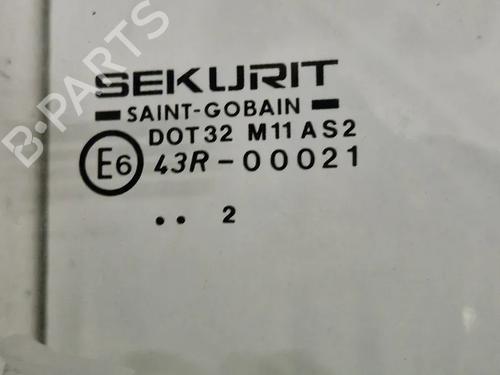 B-PARTS
SEKURIT
SAINT-GOBAIN
DOT32 M11 AS2
E6 43R-00021
.. 2